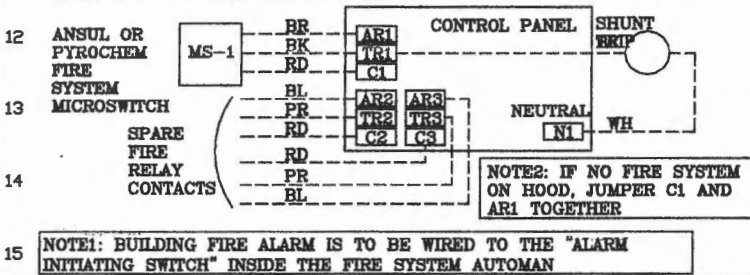 12 ANSUL OR
PYROCHEM
FIRE
SYSTEM
MICROSWITCH
MS-1
BR
BK
RD
AR1
TR1
C1
CONTROL PANEL
SHUNT
TRIP
13
BL
PR
RD
AR2 AR3
TR2 TR3
C2 C3
NEUTRAL
N1
WH
SPARE
FIRE
RELAY
CONTACTS
RD
PR
BL
14
NOTE2: IF NO FIRE SYSTEM
ON HOOD, JUMPER C1 AND
AR1 TOGETHER
15 NOTE1: BUILDING FIRE ALARM IS TO BE WIRED TO THE "ALARM
INITIATING SWITCH" INSIDE THE FIRE SYSTEM AUTOMAN